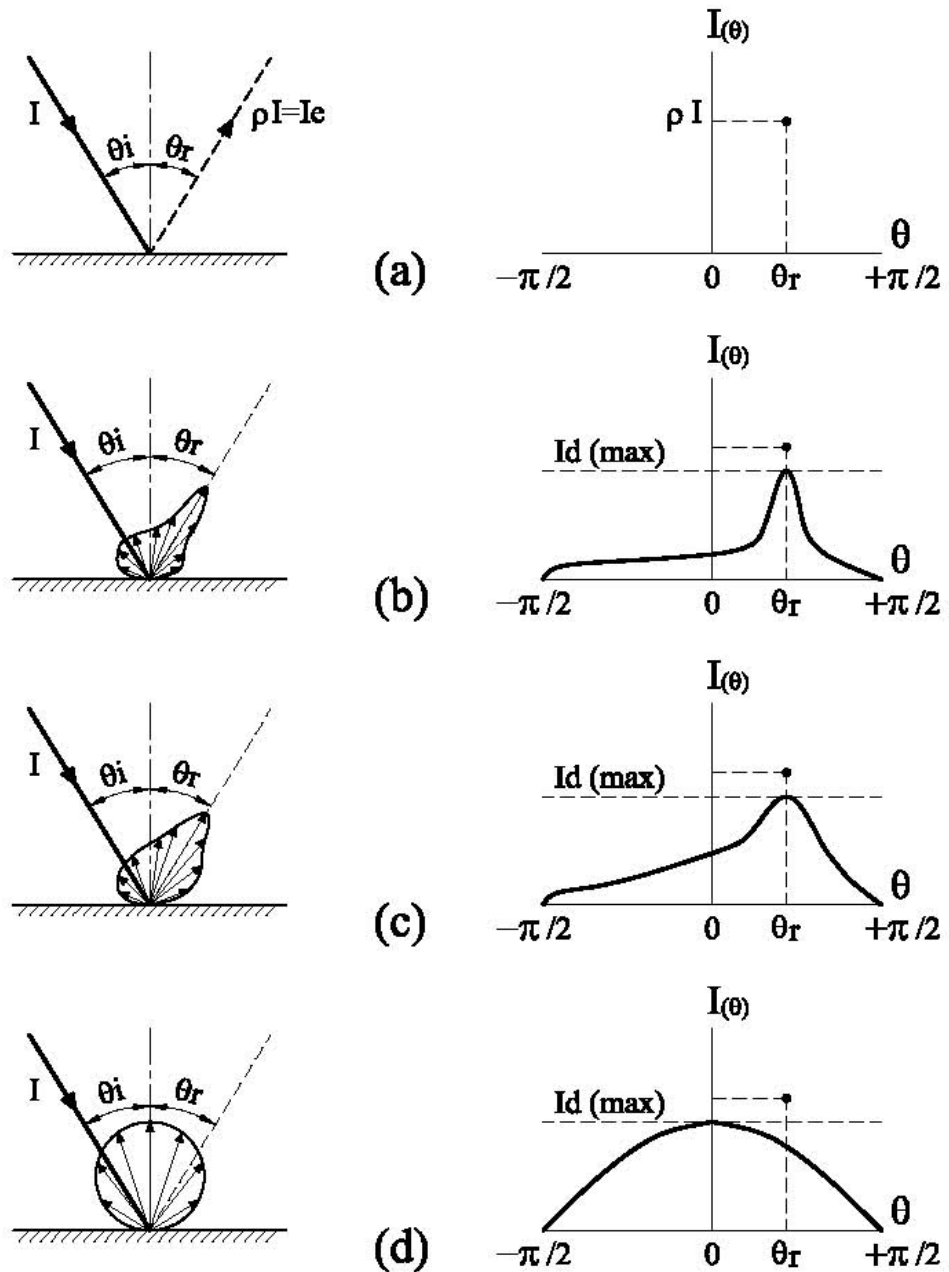 I(θ)
I
θi
θr
ρI=Ie
ρ I
θ
(a)
−π/2
0
θr
+π/2
I(θ)
I
θi
θr
Id (max)
θ
(b)
−π/2
0
θr
+π/2
I(θ)
I
θi
θr
Id (max)
θ
(c)
−π/2
0
θr
+π/2
I(θ)
I
θi
θr
Id (max)
θ
(d)
−π/2
0
θr
+π/2